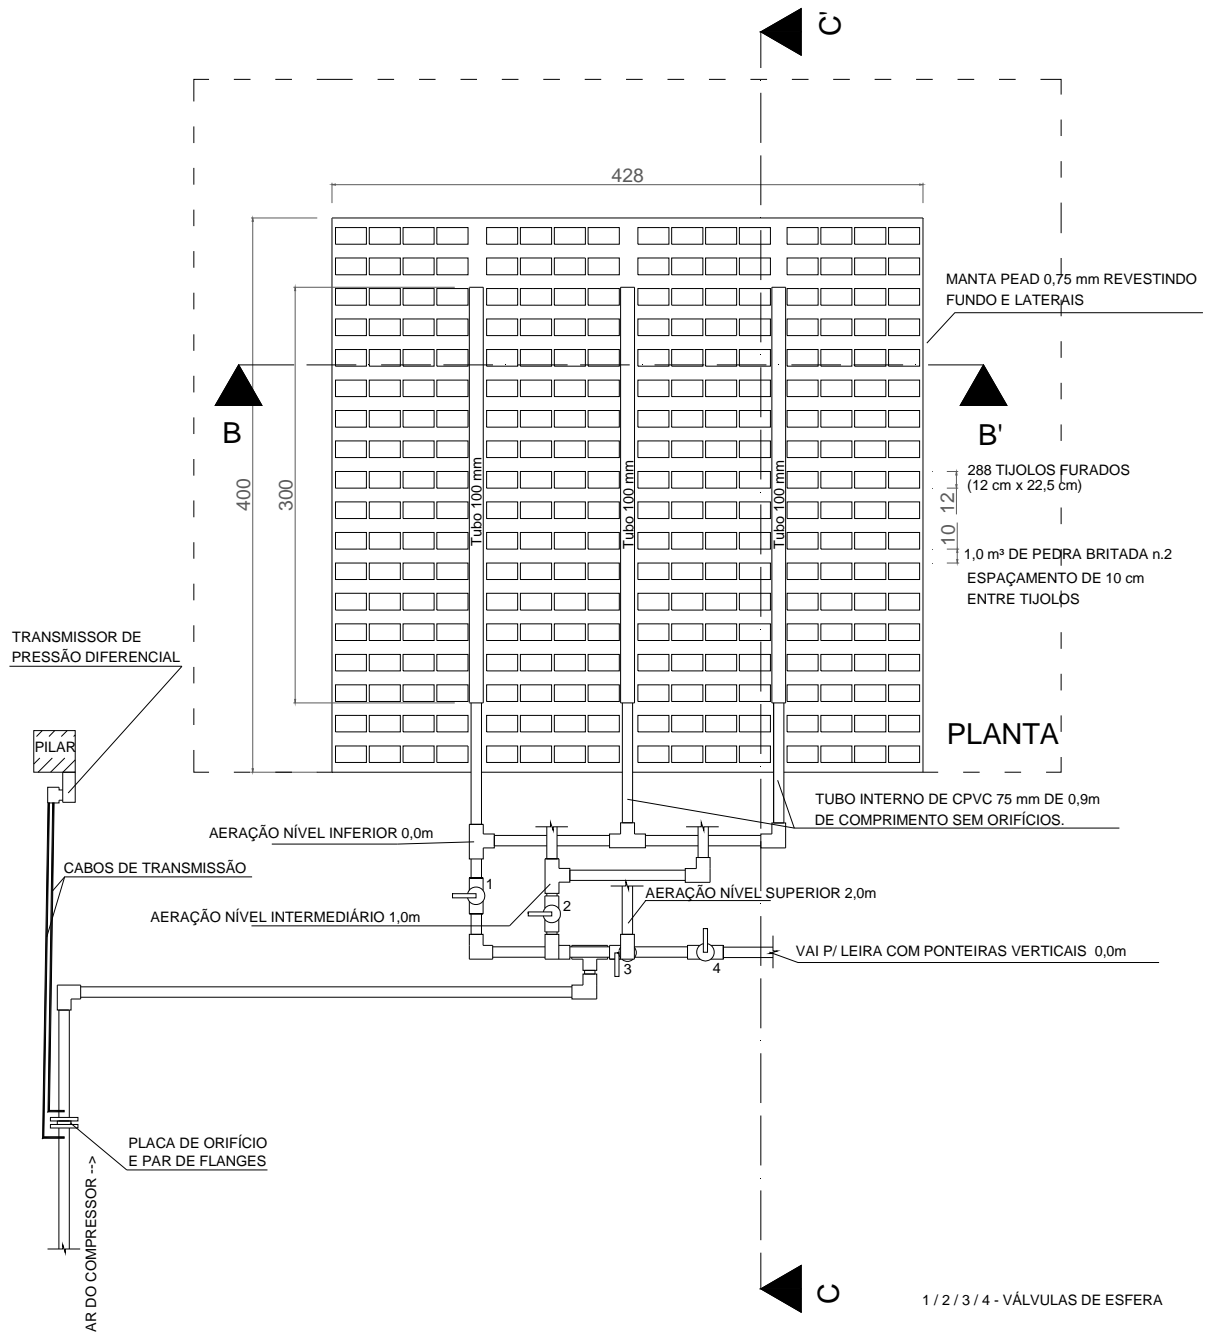 C'
428
MANTA PEAD 0,75 mm REVESTINDO
FUNDO E LATERAIS
B
B'
400
300
Tubo 100 mm
Tubo 100 mm
Tubo 100 mm
288 TIJOLOS FURADOS
(12 cm x 22,5 cm)
12
10
1,0 m³ DE PEDRA BRITADA n.2
ESPAÇAMENTO DE 10 cm
ENTRE TIJOLOS
TRANSMISSOR DE
PRESSÃO DIFERENCIAL
PILAR
PLANTA
TUBO INTERNO DE CPVC 75 mm DE 0,9m
DE COMPRIMENTO SEM ORIFÍCIOS.
AERAÇÃO NÍVEL INFERIOR 0,0m
CABOS DE TRANSMISSÃO
1
AERAÇÃO NÍVEL SUPERIOR 2,0m
AERAÇÃO NÍVEL INTERMEDIÁRIO 1,0m
2
VAI P/ LEIRA COM PONTEIRAS VERTICAIS 0,0m
3
4
PLACA DE ORIFÍCIO
E PAR DE FLANGES
AR DO COMPRESSOR -->
C
1 / 2 / 3 / 4 - VÁLVULAS DE ESFERA